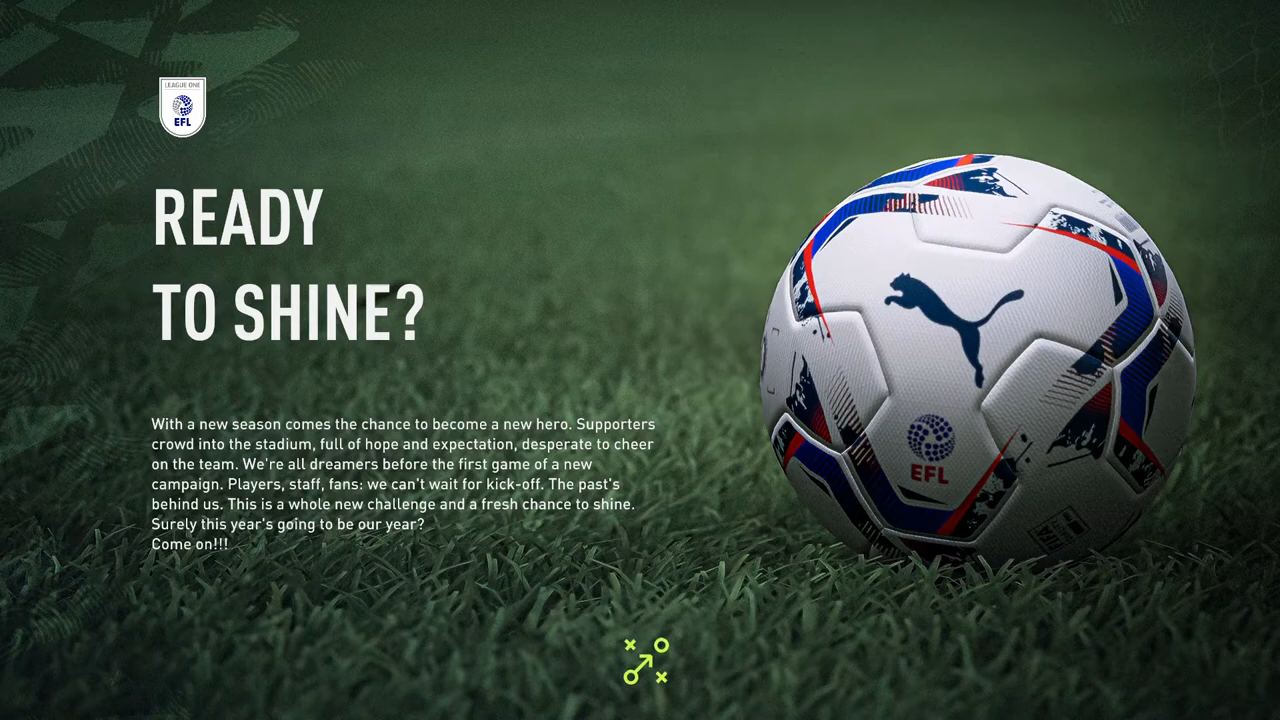 LEAGUE ONE
EFL
READY
TO SHINE?
With a new season comes the chance to become a new hero. Supporters
crowd into the stadium, full of hope and expectation, desperate to cheer
on the team. We're all dreamers before the first game of a new
campaign. Players, staff, fans: we can't wait for kick-off. The past's
behind us. This is a whole new challenge and a fresh chance to shine.
Surely this year's going to be our year?
Come on!!!
EFL
FIFA